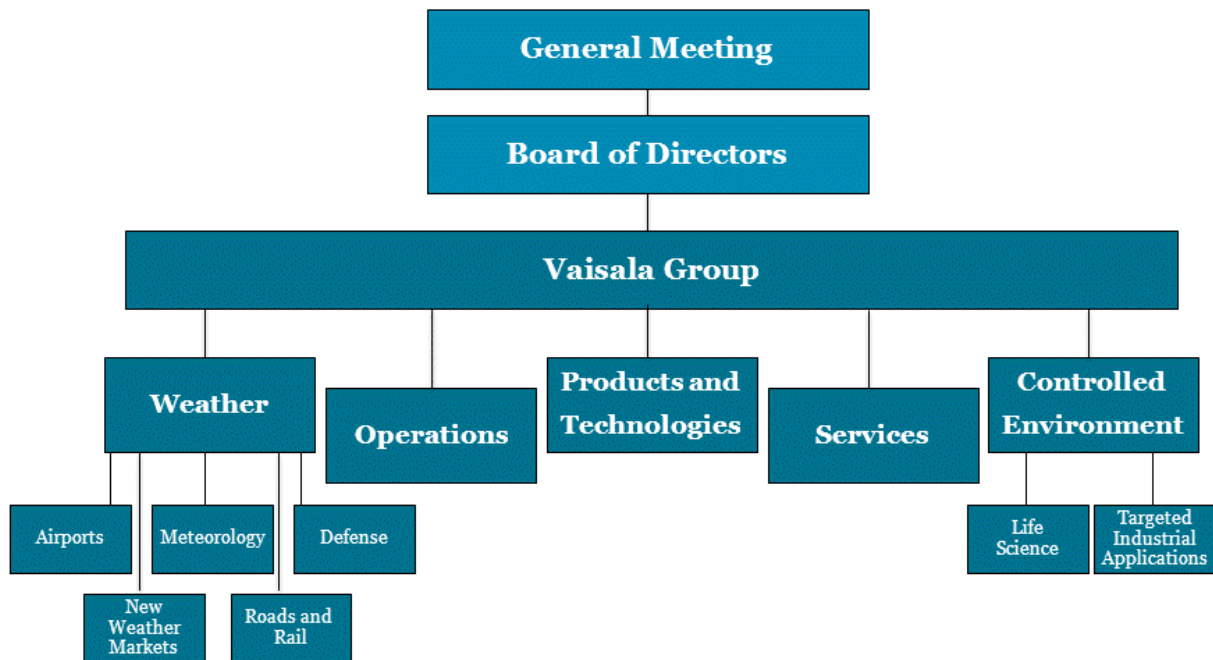 General Meeting
Board of Directors
Vaisala Group
Weather
Operations
Products and
Technologies
Services
Controlled
Environment
Airports
Meteorology
Defense
New
Weather
Markets
Roads and
Rail
Life
Science
Targeted
Industrial
Applications